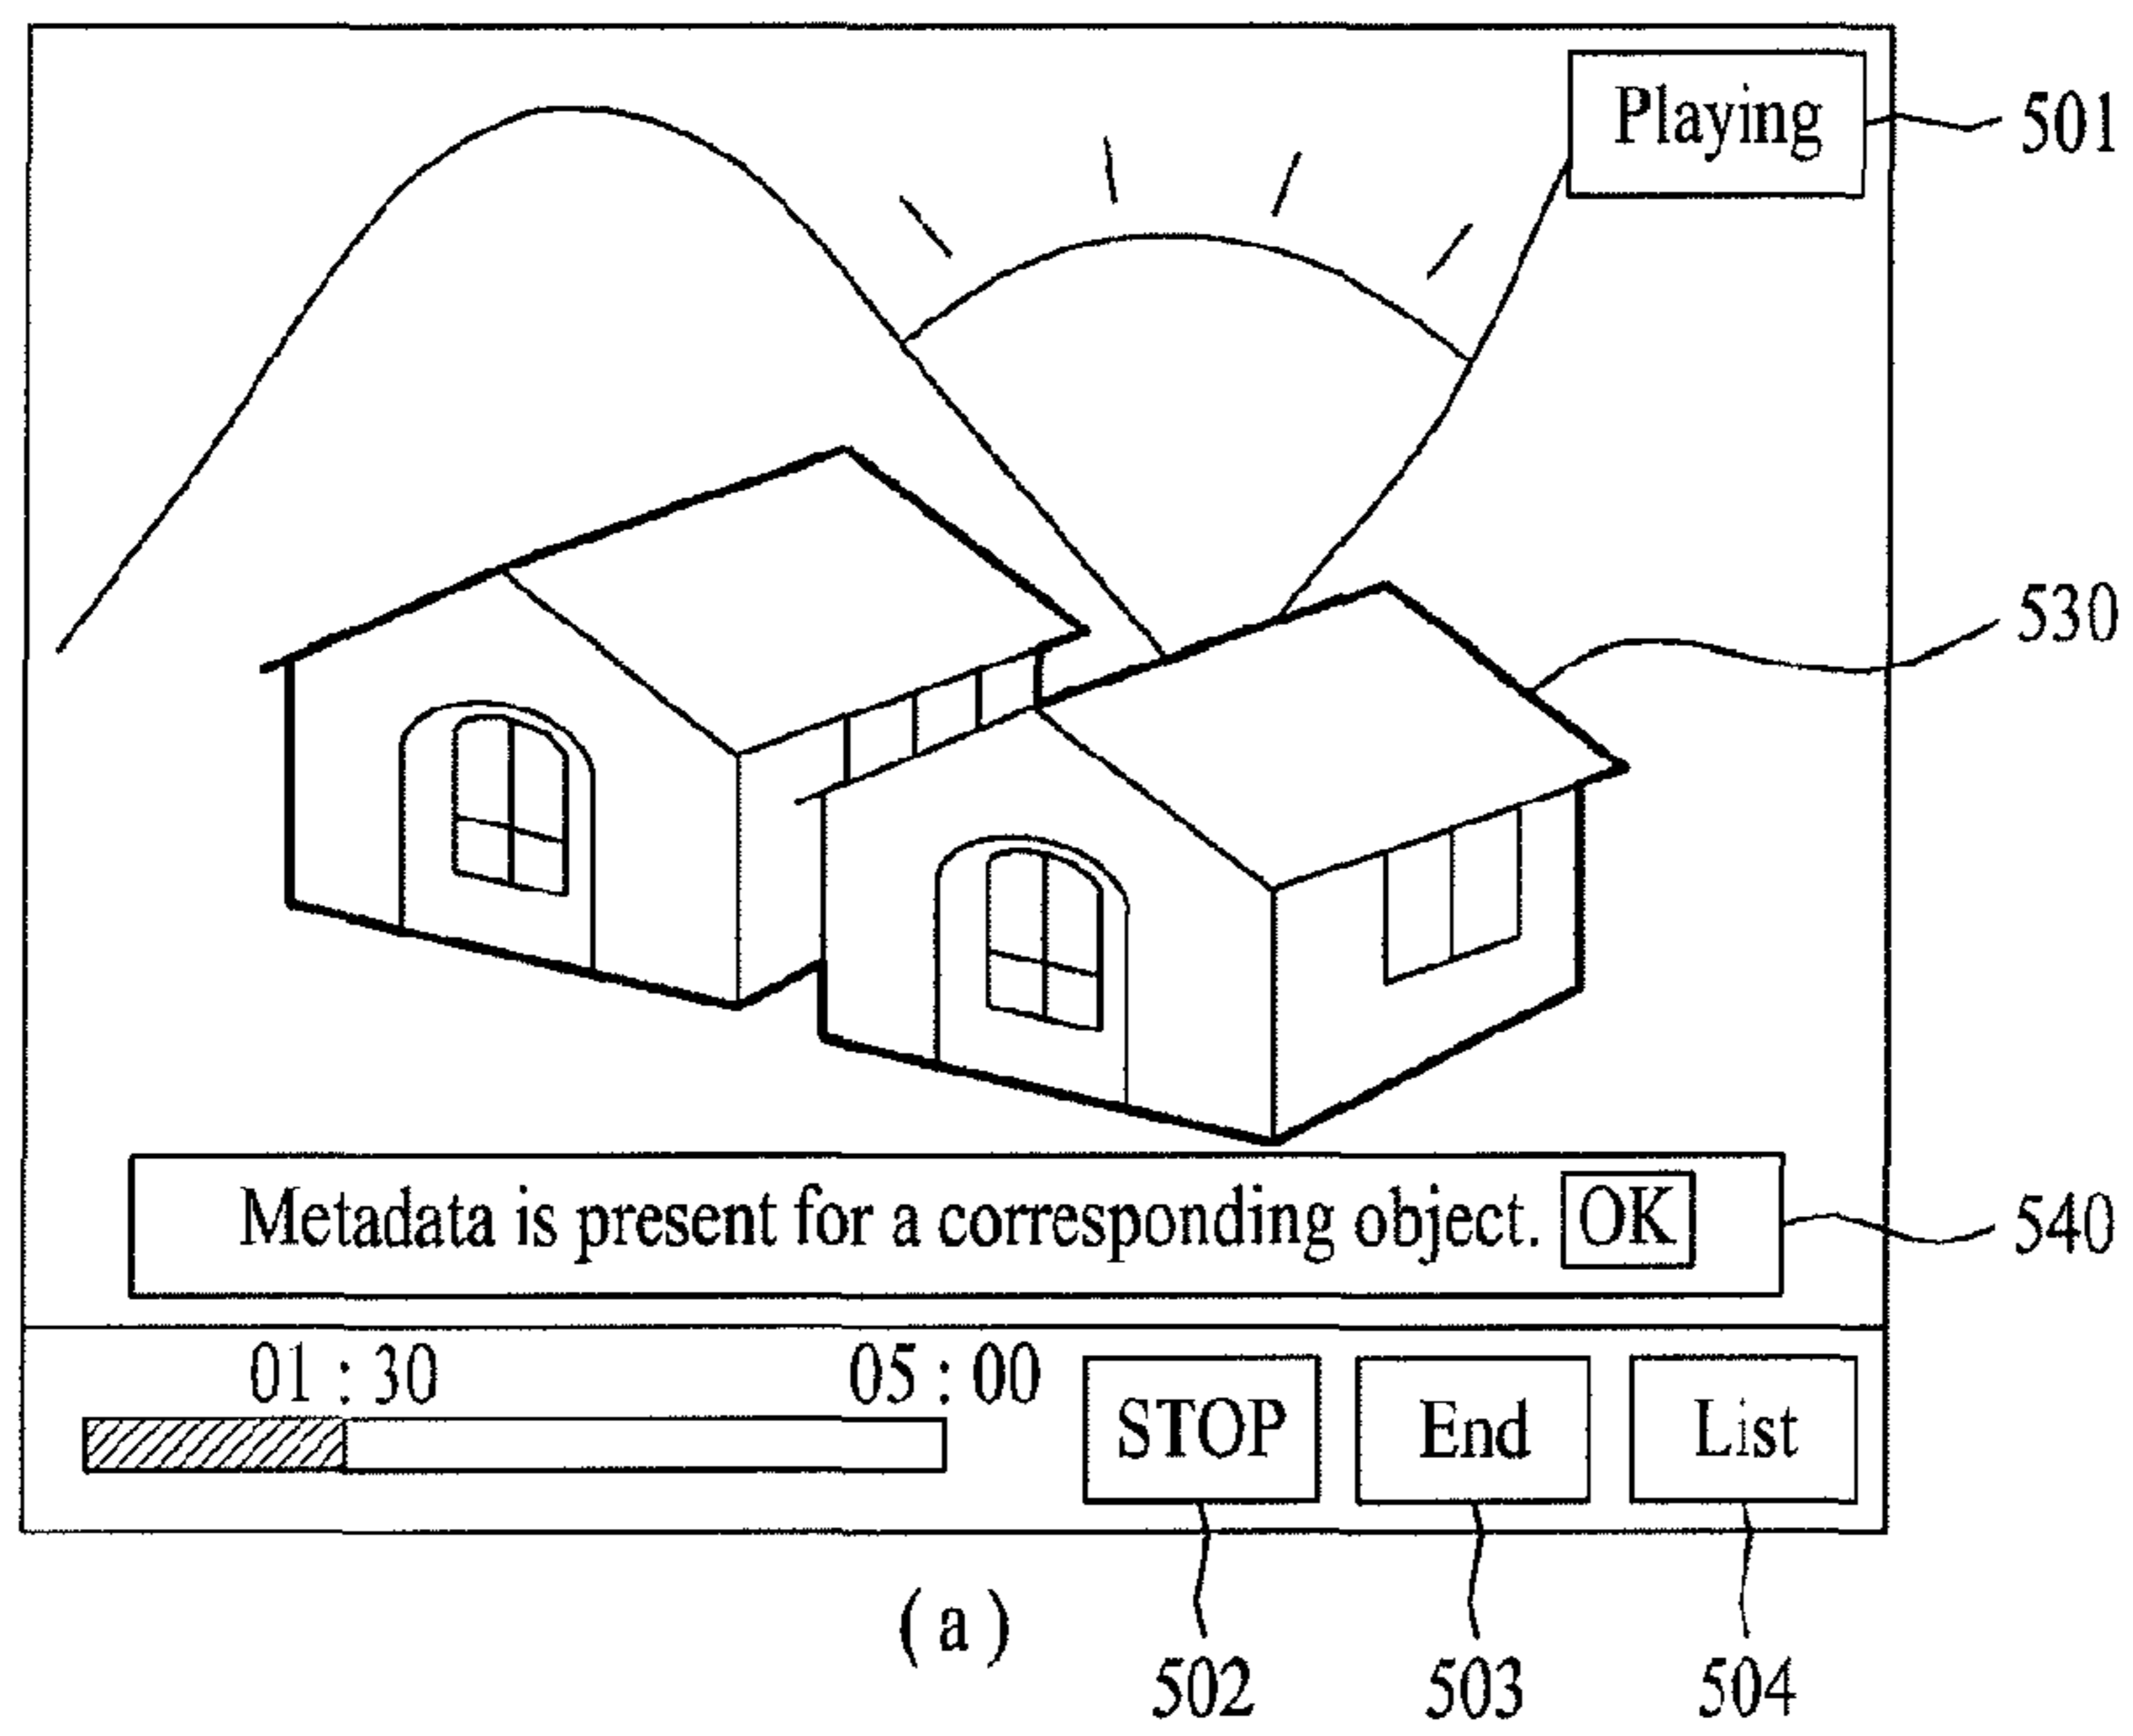 Playing
501
530
Metadata is present for a corresponding object. OK
540
01 : 30
05 : 00
STOP
End
List
(a)
502
503
504